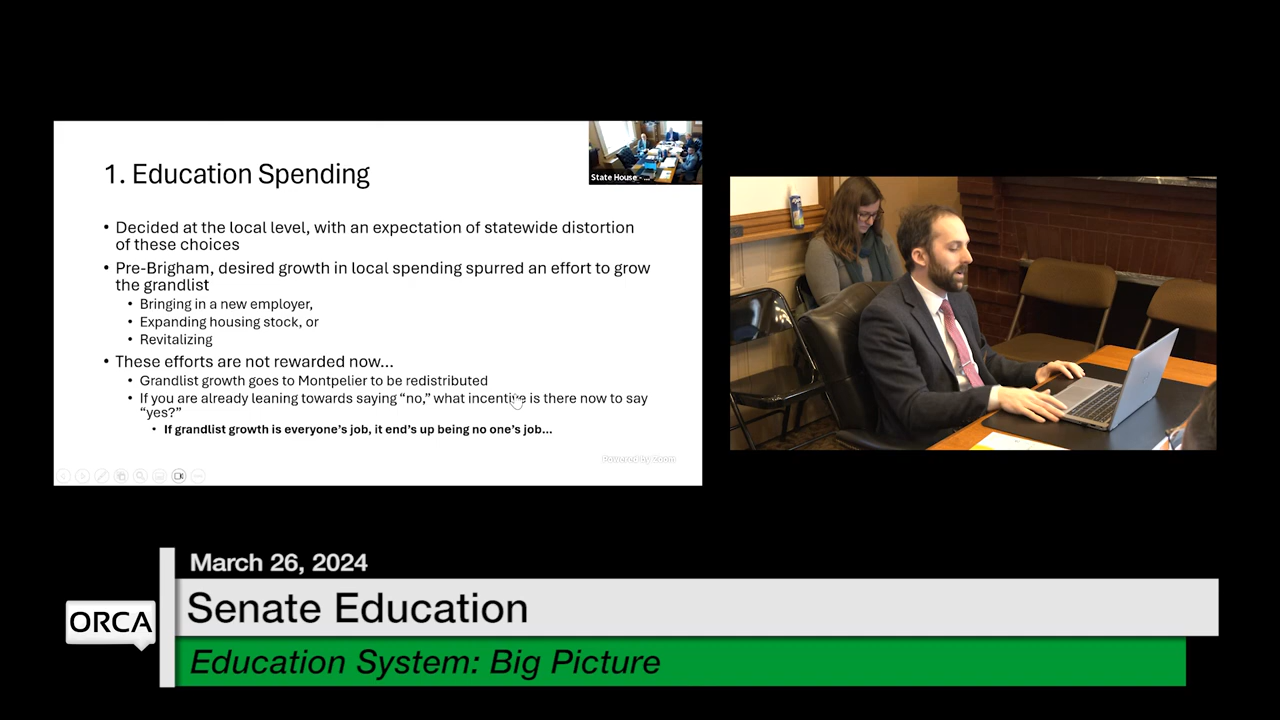 1. Education Spending
State House - ...
• Decided at the local level, with an expectation of statewide distortion
of these choices
• Pre-Brigham, desired growth in local spending spurred an effort to grow
the grandlist
• Bringing in a new employer,
• Expanding housing stock, or
• Revitalizing
• These efforts are not rewarded now...
• Grandlist growth goes to Montpelier to be redistributed
• If you are already leaning towards saying “no,” what incentive is there now to say
“yes?”
• If grandlist growth is everyone’s job, it end’s up being no one’s job...
Powered by Zoom
March 26, 2024
Senate Education
ORCA
Education System: Big Picture